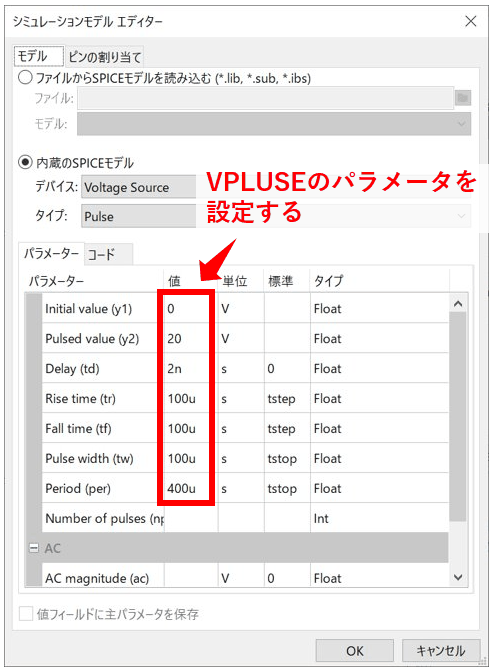 シミュレーションモデル エディター
モデル ピンの割り当て
ファイルからSPICEモデルを読み込む (*.lib, *.sub, *.ibs)
ファイル:
モデル:
内蔵のSPICEモデル
デバイス: Voltage Source
タイプ: Pulse
VPLUSEのパラメータを
設定する
パラメーター コード
パラメーター 値 単位 標準 タイプ
Initial value (y1) 0 V Float
Pulsed value (y2) 20 V Float
Delay (td) 2n s 0 Float
Rise time (tr) 100u s tstep Float
Fall time (tf) 100u s tstep Float
Pulse width (tw) 100u s tstop Float
Period (per) 400u s tstop Float
Number of pulses (np Int
AC
AC magnitude (ac) V 0 Float
値フィールドに主パラメータを保存
OK キャンセル